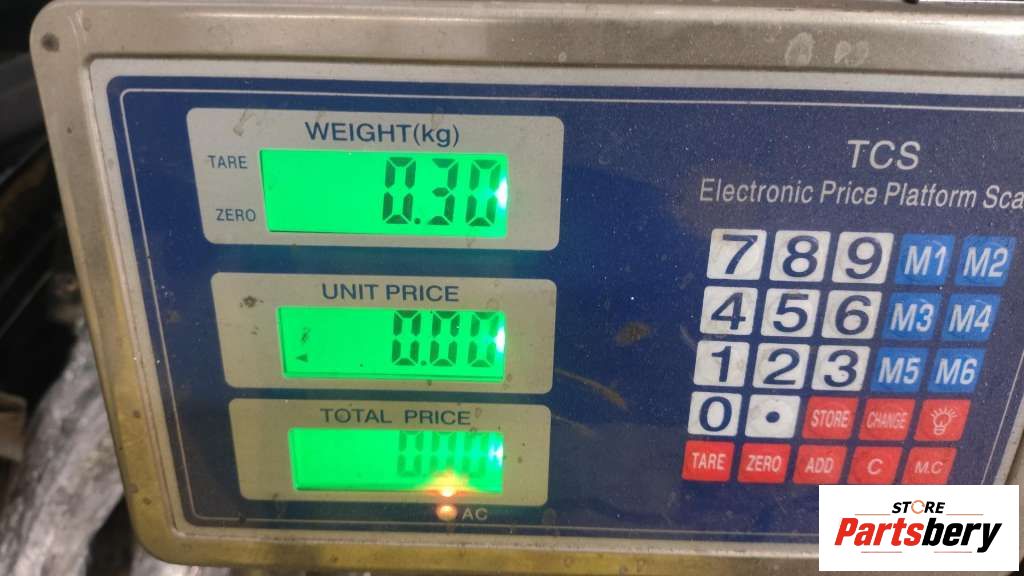 WEIGHT(kg)
TARE
0.30
ZERO
UNIT PRICE
0.00
TOTAL PRICE
0.00
AC
TCS
Electronic Price Platform Sca
7 8 9 M1 M2
4 5 6 M3 M4
1 2 3 M5 M6
0 . STORE CHANGE
TARE ZERO ADD C M.C
STORE
Partsbery